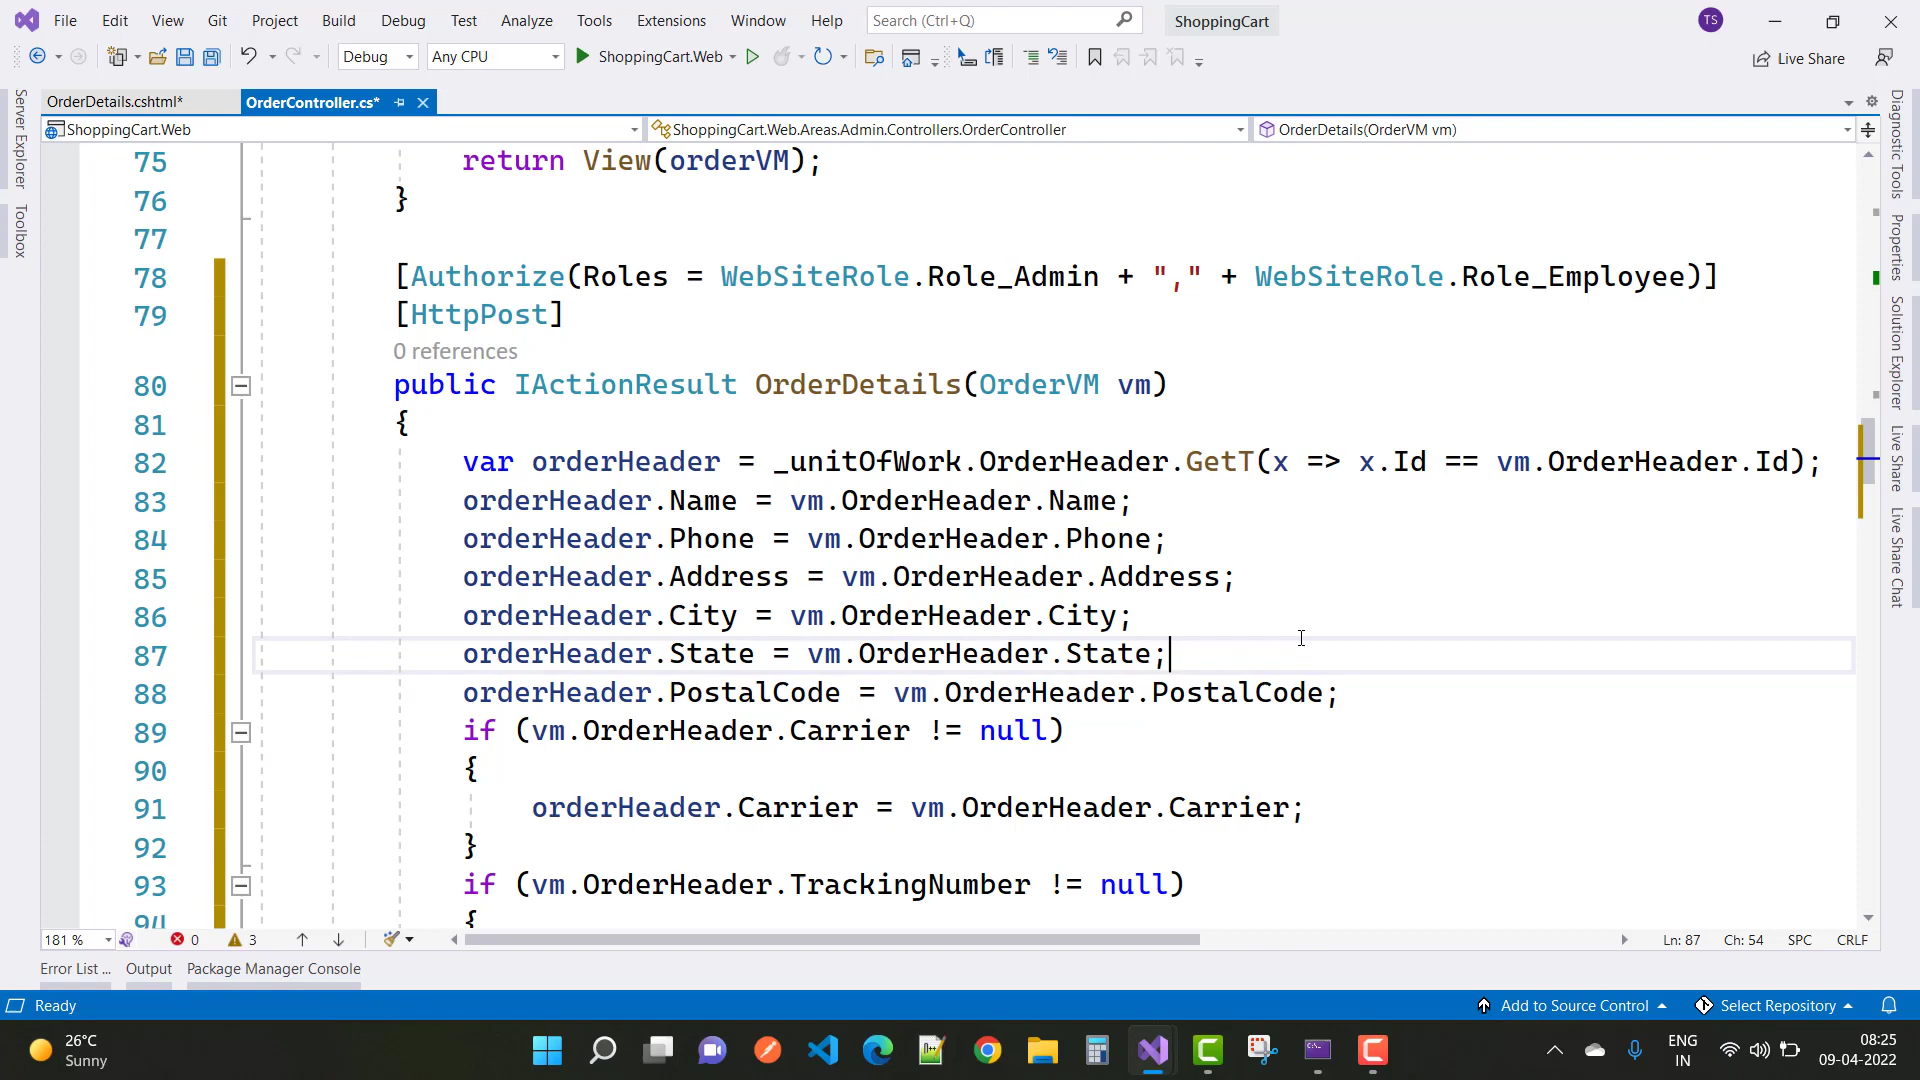 File Edit View Git Project Build Debug Test Analyze Tools Extensions Window Help Search (Ctrl+Q) ShoppingCart TS
Debug Any CPU ShoppingCart.Web Live Share
OrderDetails.cshtml* OrderController.cs*
ShoppingCart.Web ShoppingCart.Web.Areas.Admin.Controllers.OrderController OrderDetails(OrderVM vm)
Server Explorer
Toolbox
75 return View(orderVM);
76 }
77
78 [Authorize(Roles = WebSiteRole.Role_Admin + "," + WebSiteRole.Role_Employee)]
79 [HttpPost]
0 references
80 public IActionResult OrderDetails(OrderVM vm)
81 {
82 var orderHeader = _unitOfWork.OrderHeader.GetT(x => x.Id == vm.OrderHeader.Id);
83 orderHeader.Name = vm.OrderHeader.Name;
84 orderHeader.Phone = vm.OrderHeader.Phone;
85 orderHeader.Address = vm.OrderHeader.Address;
86 orderHeader.City = vm.OrderHeader.City;
87 orderHeader.State = vm.OrderHeader.State;
88 orderHeader.PostalCode = vm.OrderHeader.PostalCode;
89 if (vm.OrderHeader.Carrier != null)
90 {
91 orderHeader.Carrier = vm.OrderHeader.Carrier;
92 }
93 if (vm.OrderHeader.TrackingNumber != null)
94 {
Diagnostic Tools
Properties
Solution Explorer
Live Share
Live Share Chat
181 % 0 3 Ln: 87 Ch: 54 SPC CRLF
Error List ... Output Package Manager Console
Ready Add to Source Control Select Repository
26°C
Sunny
ENG
IN
08:25
09-04-2022